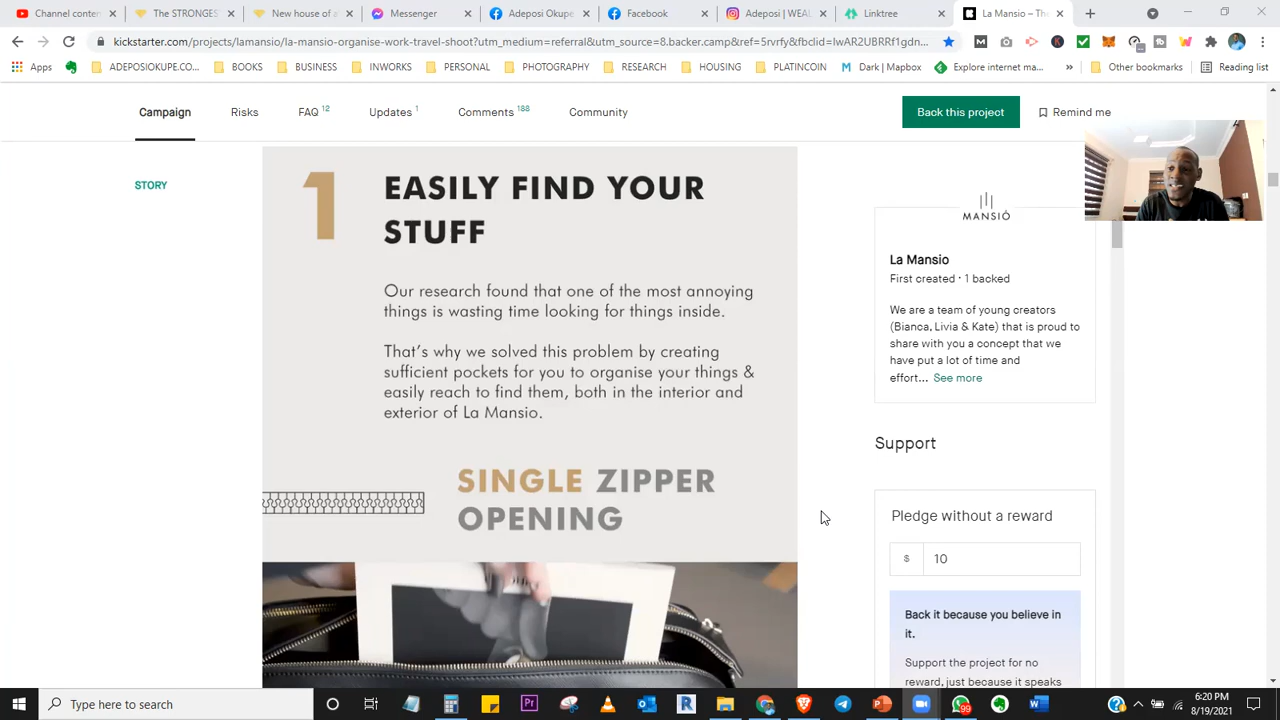 Content conten
The STRONGES
New house of a
Messenger
Adeposi Okupe
Facebook
Adeposi | WEAL
Linktree
La Mansio – The
kickstarter.com/projects/lamansio/la-mansio-organise-work-travel-shoot?utm_medium=referral&utm_source=8.backer.camp&ref=5rvrfy&fbclid=IwAR2UBRRf1gdn...
Apps
ADEPOSIOKUPE.CO...
BOOKS
BUSINESS
INWORKS
PERSONAL
PHOTOGRAPHY
RESEARCH
HOUSING
PLATINCOIN
Dark | Mapbox
Explore internet ma...
»
Other bookmarks
Reading list
Campaign
Risks
FAQ 12
Updates 1
Comments 188
Community
Back this project
Remind me
STORY
1
EASILY FIND YOUR
STUFF
Our research found that one of the most annoying
things is wasting time looking for things inside.
That's why we solved this problem by creating
sufficient pockets for you to organise your things &
easily reach to find them, both in the interior and
exterior of La Mansio.
SINGLE ZIPPER
OPENING
MANSIÓ
La Mansio
First created · 1 backed
We are a team of young creators
(Bianca, Livia & Kate) that is proud to
share with you a concept that we
have put a lot of time and
effort... See more
Support
Pledge without a reward
$ 10
Back it because you believe in
it.
Support the project for no
reward, just because it speaks
Type here to search
99
6:20 PM
8/19/2021